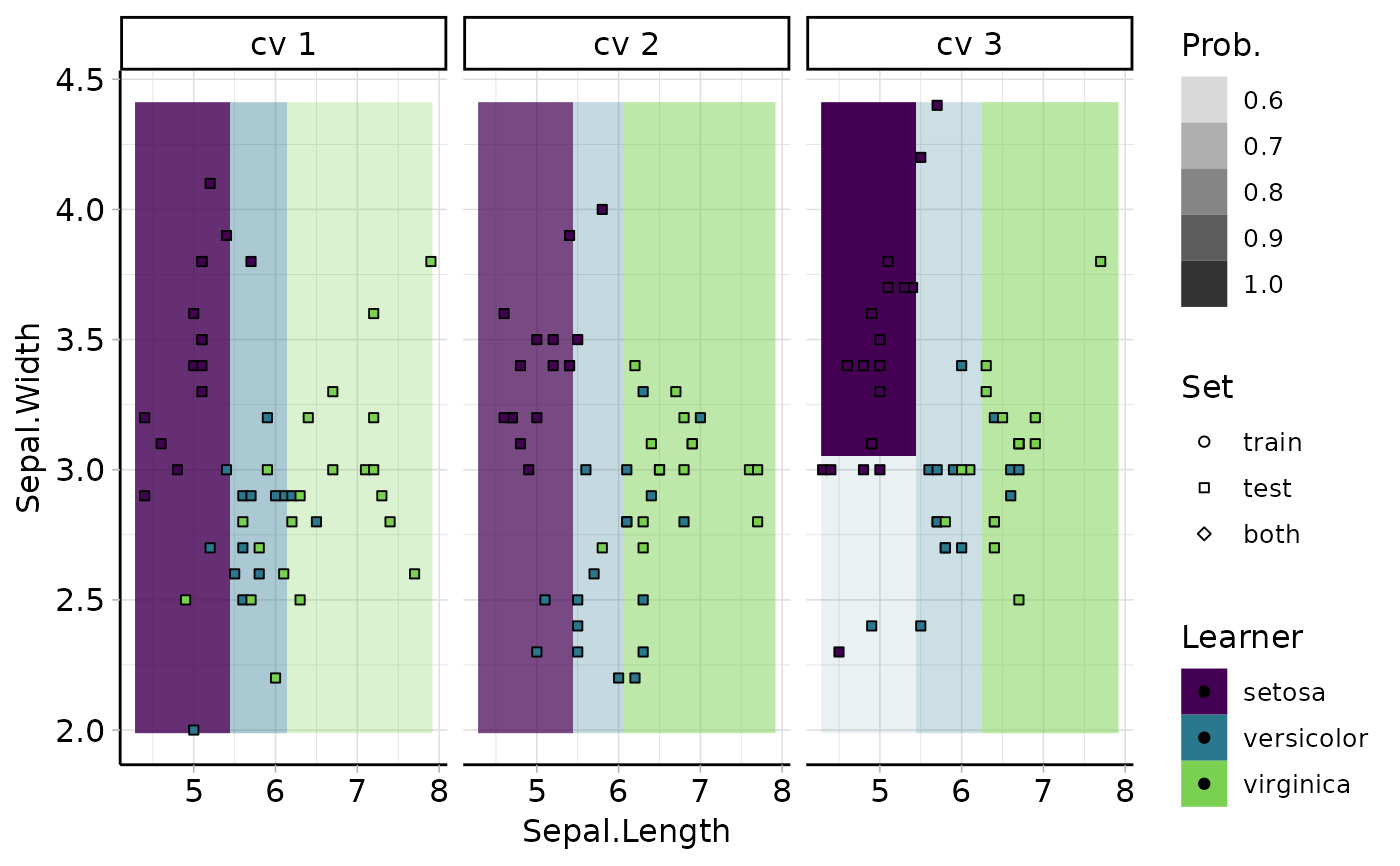 cv 1
cv 2
cv 3
4.5
4.0
3.5
3.0
2.5
2.0
Sepal.Width
5 6 7 8
5 6 7 8
5 6 7 8
Sepal.Length
Prob.
0.6
0.7
0.8
0.9
1.0
Set
train
test
both
Learner
setosa
versicolor
virginica